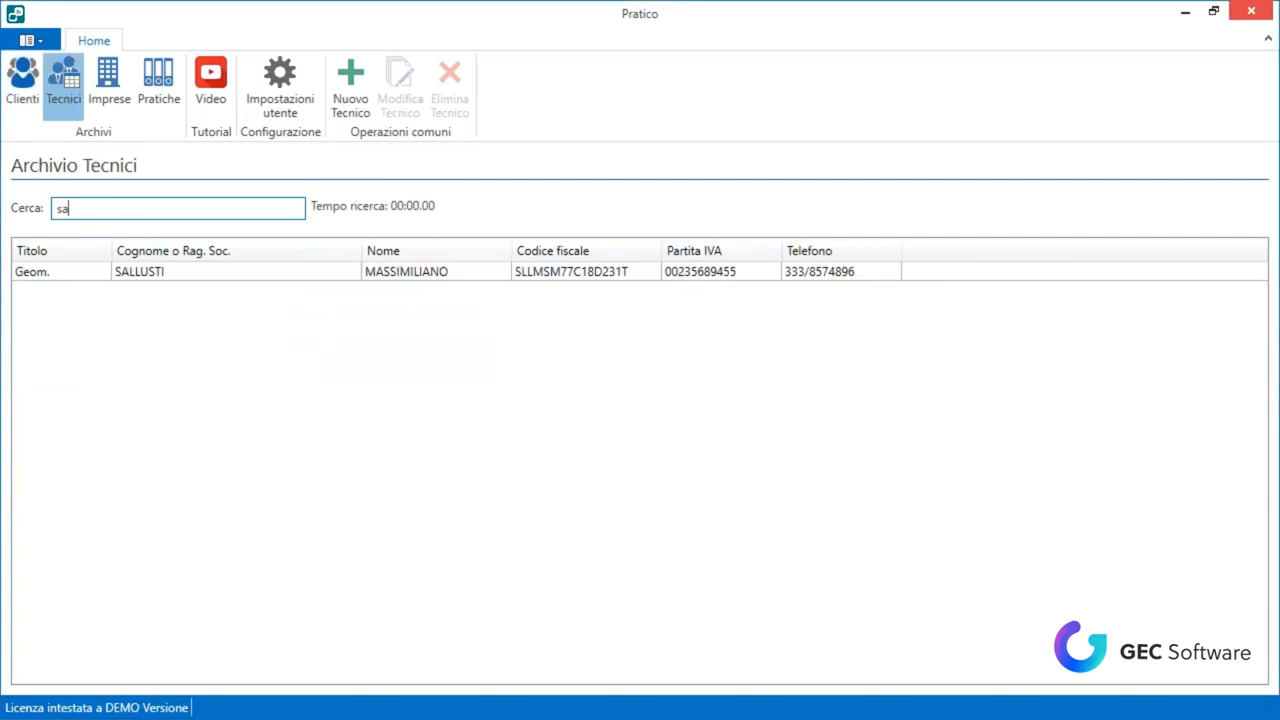 Pratico
Home
Clienti
Tecnici
Imprese
Pratiche
Video
Impostazioni
utente
Nuovo
Tecnico
Modifica
Tecnico
Elimina
Tecnico
Archivi
Tutorial
Configurazione
Operazioni comuni
Archivio Tecnici
Cerca: sa Tempo ricerca: 00:00.00
Titolo Cognome o Rag. Soc. Nome Codice fiscale Partita IVA Telefono
Geom. SALLUSTI MASSIMILIANO SLLMSM77C18D231T 00235689455 333/8574896
GEC Software
Licenza intestata a DEMO Versione